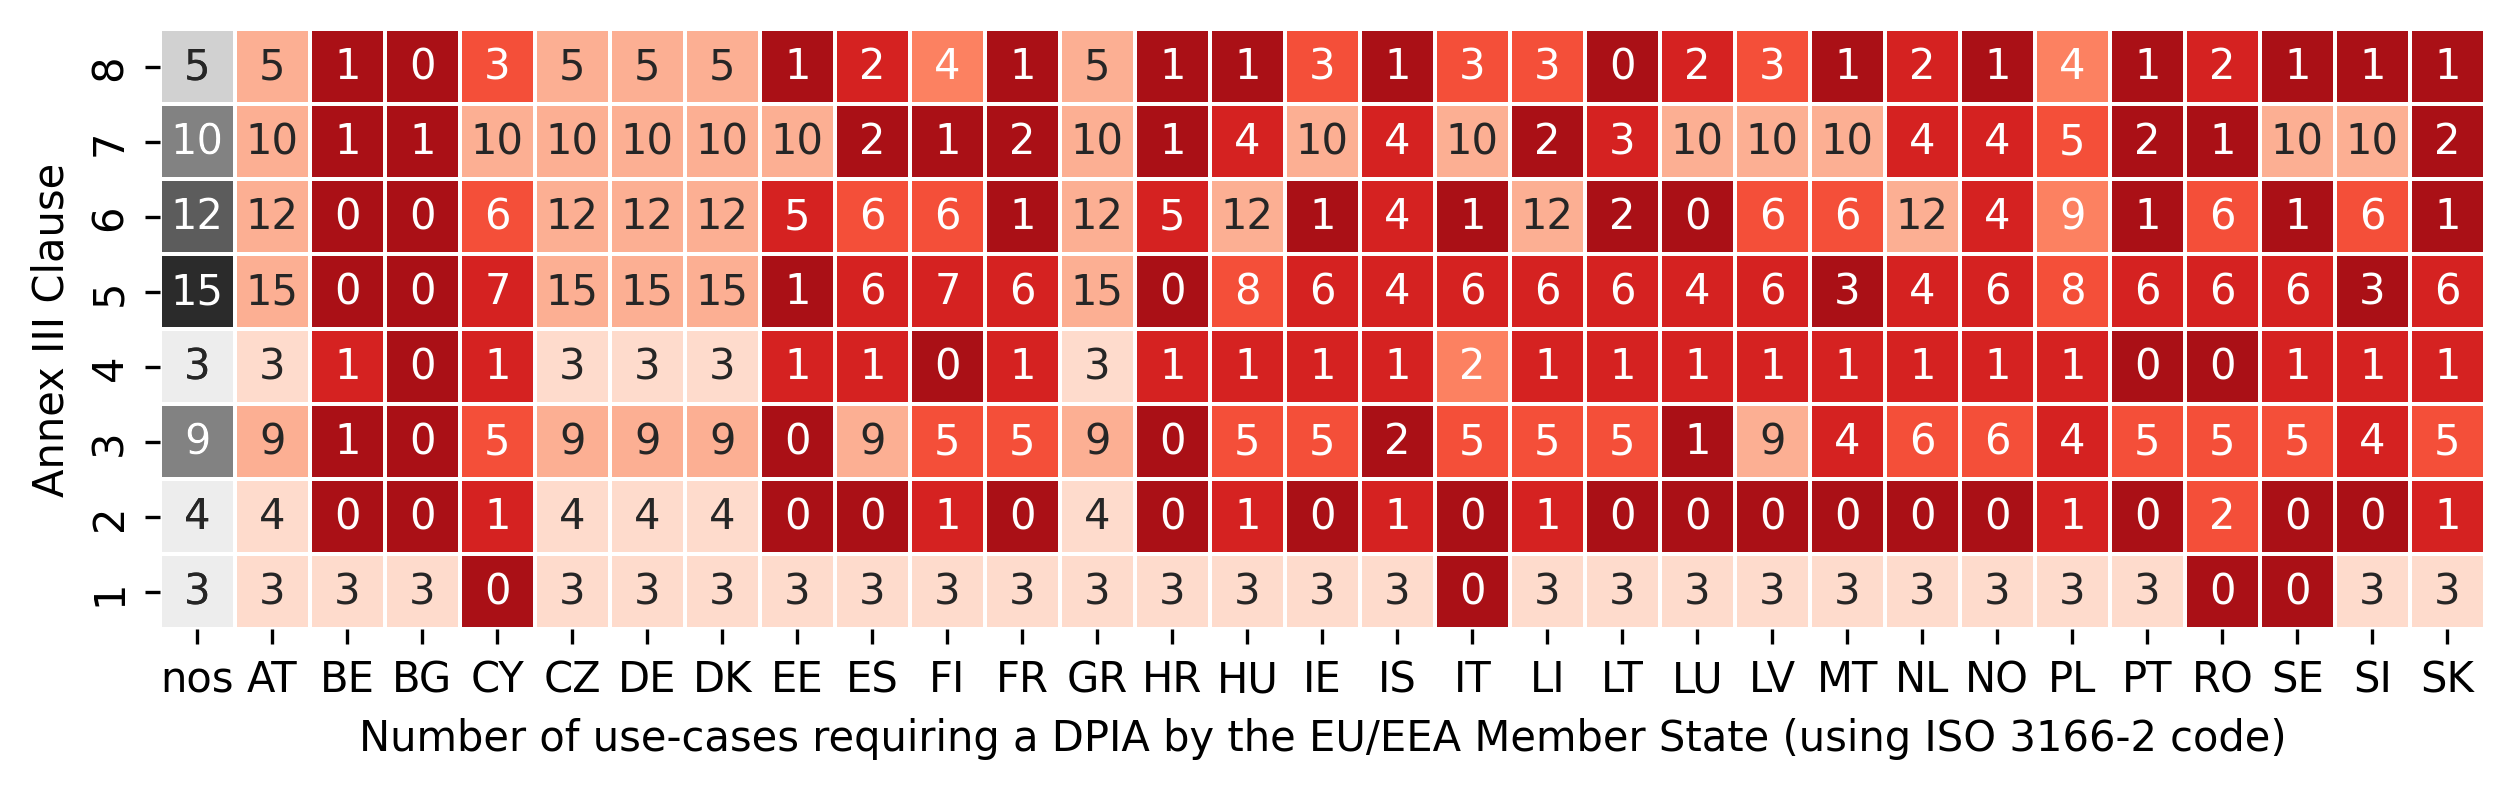 8 5 5 1 0 3 5 5 5 1 2 4 1 5 1 1 3 1 3 3 0 2 3 1 2 1 4 1 2 1 1 1
7 10 10 1 1 10 10 10 10 10 2 1 2 10 1 4 10 4 10 2 3 10 10 10 4 4 5 2 1 10 10 2
6 12 12 0 0 6 12 12 12 5 6 6 1 12 5 12 1 4 1 12 2 0 6 6 12 4 9 1 6 1 6 1
5 15 15 0 0 7 15 15 15 1 6 7 6 15 0 8 6 4 6 6 6 4 6 3 4 6 8 6 6 6 3 6
4 3 3 1 0 1 3 3 3 1 1 0 1 3 1 1 1 1 2 1 1 1 1 1 1 1 1 0 0 1 1 1
3 9 9 1 0 5 9 9 9 0 9 5 5 9 0 5 5 2 5 5 5 1 9 4 6 6 4 5 5 5 4 5
2 4 4 0 0 1 4 4 4 0 0 1 0 4 0 1 0 1 0 1 0 0 0 0 0 0 1 0 2 0 0 1
1 3 3 3 3 0 3 3 3 3 3 3 3 3 3 3 3 3 0 3 3 3 3 3 3 3 3 3 0 0 3 3
Annex III Clause
nos AT BE BG CY CZ DE DK EE ES FI FR GR HR HU IE IS IT LI LT LU LV MT NL NO PL PT RO SE SI SK
Number of use-cases requiring a DPIA by the EU/EEA Member State (using ISO 3166-2 code)